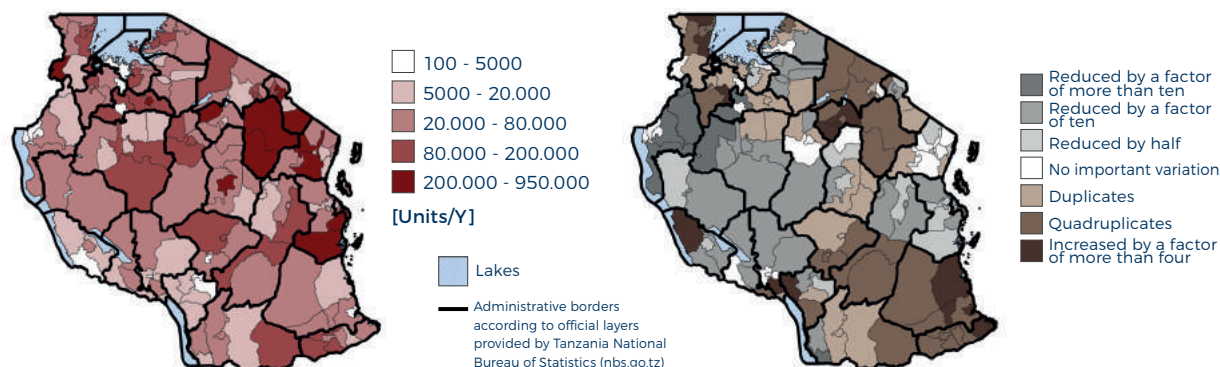 100 - 5000
5000 - 20.000
20.000 - 80.000
80.000 - 200.000
200.000 - 950.000
[Units/Y]
Lakes
Administrative borders
according to official layers
provided by Tanzania National
Bureau of Statistics (nbs.go.tz)
Reduced by a factor
of more than ten
Reduced by a factor
of ten
Reduced by half
No important variation
Duplicates
Quadruplicates
Increased by a factor
of more than four